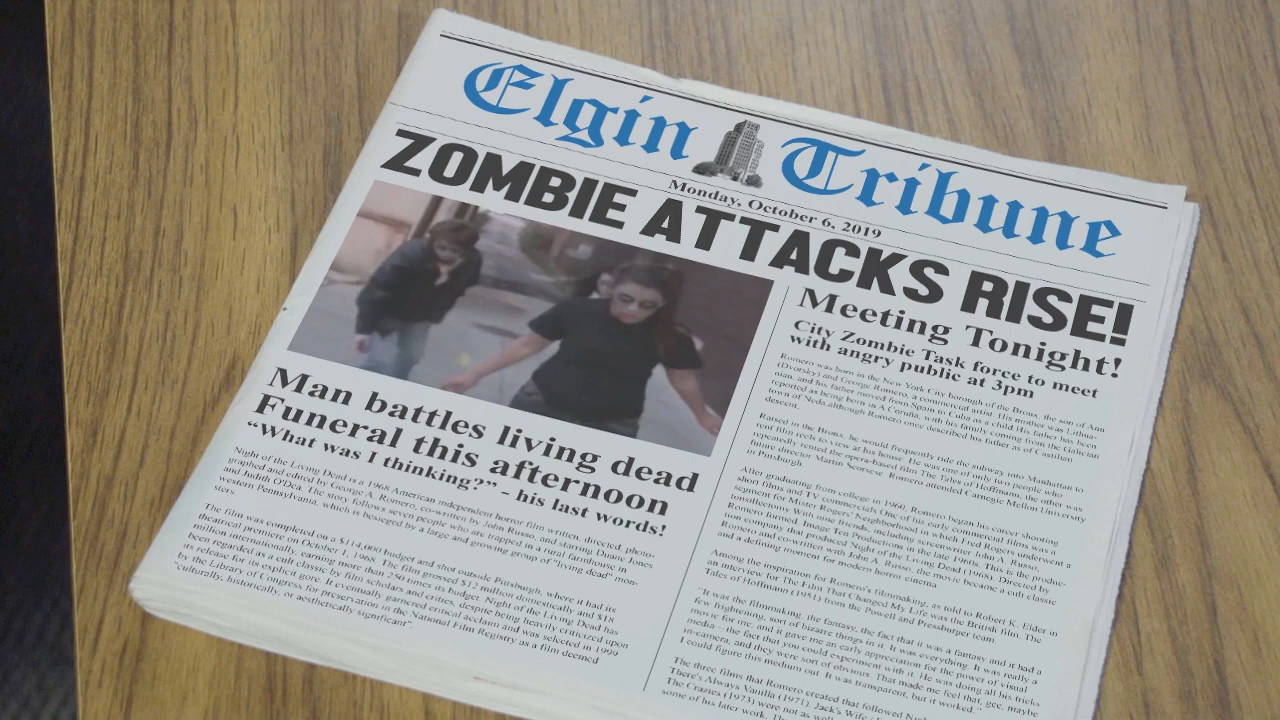 Elgin Tribune
Monday, October 6, 2019
ZOMBIE ATTACKS RISE!
Man battles living dead
Funeral this afternoon
“What was I thinking?” - his last words!
Night of the Living Dead is a 1968 American independent horror film written, directed, photo-
graphed and edited by George A. Romero, co-written by John Russo, and starring Duane Jones
and Judith O'Dea. The story follows seven people who are trapped in a rural farmhouse in
western Pennsylvania, which is besieged by a large and growing group of "living dead" mon-
sters.
The film was completed on a $114,000 budget and shot outside Pittsburgh, where it had its
theatrical premiere on October 1, 1968. The film grossed $12 million domestically and $18
million internationally, earning more than 250 times its budget. Night of the Living Dead has
been regarded as a cult classic by film scholars and critics, despite being heavily criticized upon
its release for its explicit gore. It eventually garnered critical acclaim and was selected in 1999
by the Library of Congress for preservation in the National Film Registry as a film deemed
"culturally, historically, or aesthetically significant".
Meeting Tonight!
City Zombie Task force to meet
with angry public at 3pm
Romero was born in the New York City borough of the Bronx, the son of Ann
(Dvorsky) and George Romero, a commercial artist. His mother was Lithua-
nian, and his father moved from Spain to Cuba as a child His father has been
reported as being born in A Coruña, with his family coming from the Galician
town of Neda,although Romero once described his father as of Castilian
descent.
Raised in the Bronx, he would frequently ride the subway into Manhattan to
rent film reels to view at his house. He was one of only two people who
repeatedly rented the opera-based film The Tales of Hoffmann, the other was
future director Martin Scorsese Romero attended Carnegie Mellon University
in Pittsburgh
After graduating from college in 1960, Romero began his career shooting
short films and TV commercials One of his early commercial films was a
segment for Mister Rogers' Neighborhood in which Fred Rogers underwent a
tonsillectomy With nine friends, including screenwriter John A. Russo,
Romero formed, Image Ten Productions in the late 1960s. This is the produc-
tion company that produced Night of the Living Dead (1968). Directed by
Romero and co-written with John A. Russo, the movie became a cult classic
and a defining moment for modern horror cinema
Among the inspiration for Romero's filmmaking, as told to Robert K. Elder in
an interview for The Film That Changed My Life was the British film, The
Tales of Hoffmann (1951) from the Powell and Pressburger team.
"It was the filmmaking, the fantasy, the fact that it was a fantasy and it had a
few frightening, sort of bizarre things in it. It was everything. It was really a
movie for me, and it gave me an early appreciation for the power of visual
media—the fact that you could experiment with it. He was doing all his tricks
in-camera, and they were sort of obvious. That made me feel that, gee, maybe
I could figure this medium out. It was transparent, but it worked."
The three films that Romero created that followed
There's Always Vanilla (1971), Jack's Wife /
The Crazies (1973) were not as
some of his later work.